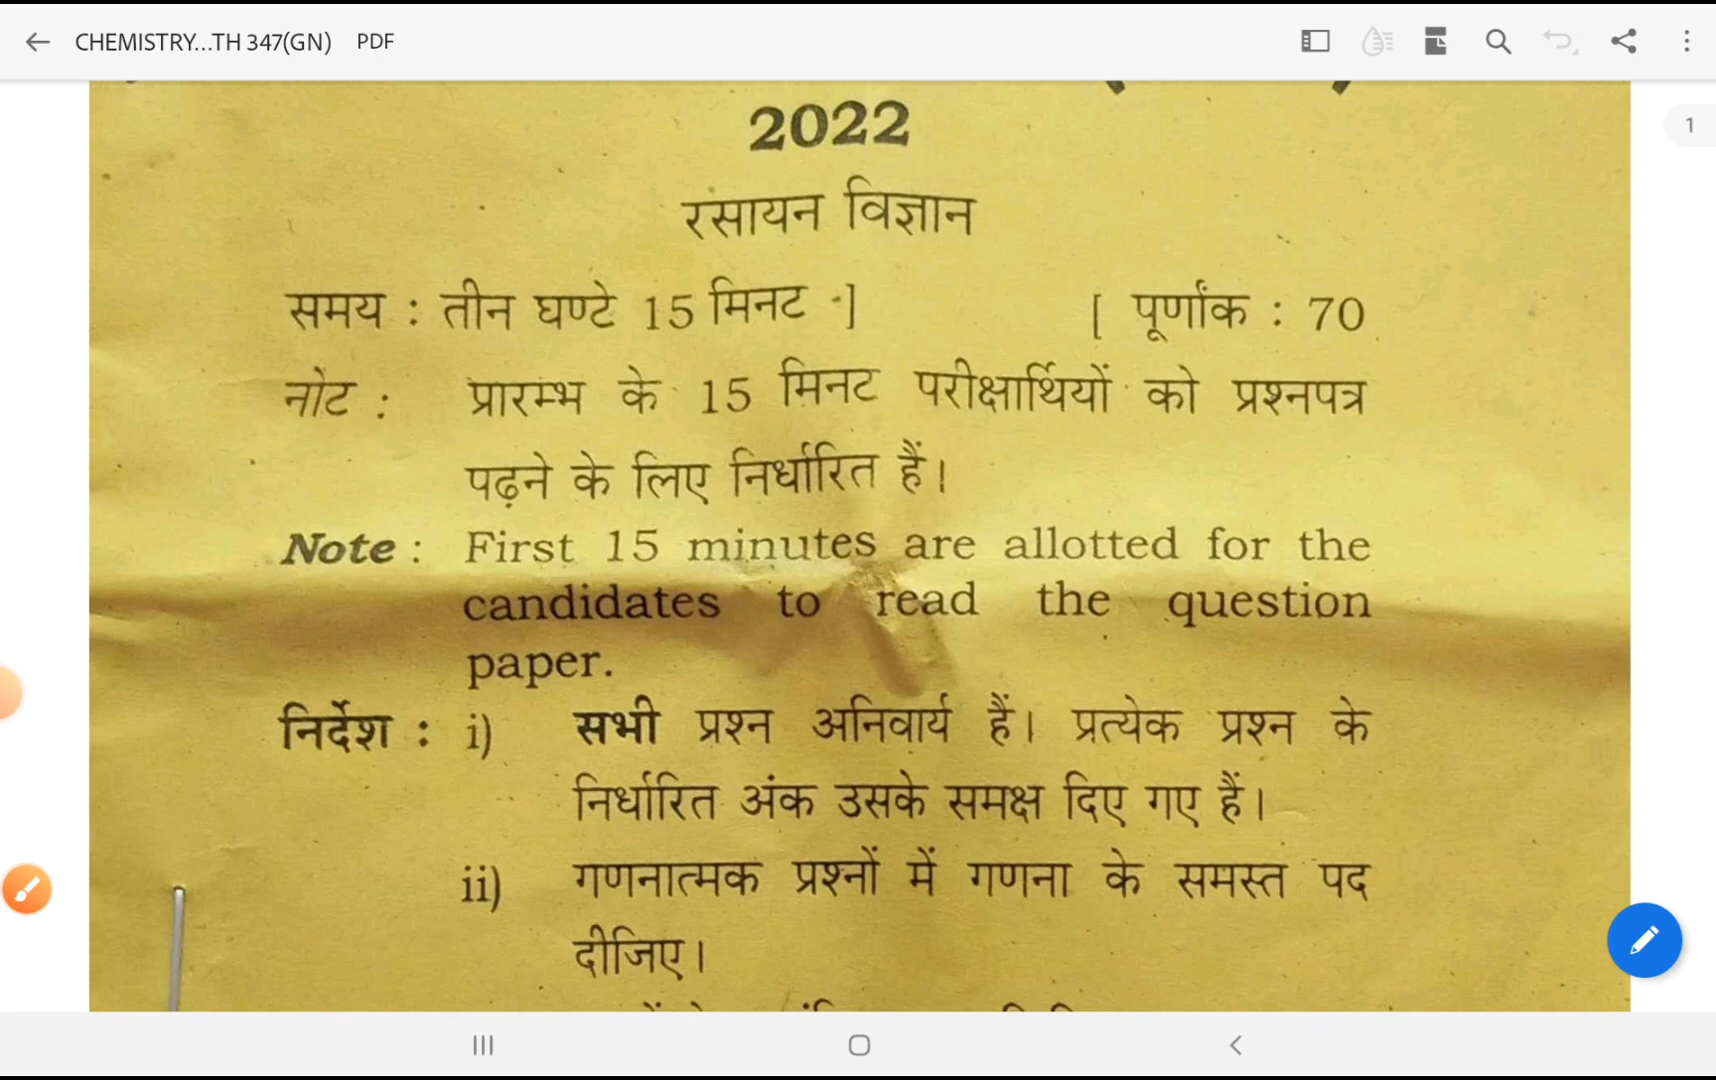 CHEMISTRY...TH 347(GN) PDF
1
2022
रसायन विज्ञान
समय : तीन घण्टे 15 मिनट ] [ पूर्णांक : 70
नोट : प्रारम्भ के 15 मिनट परीक्षार्थियों को प्रश्नपत्र
पढ़ने के लिए निर्धारित हैं।
Note : First 15 minutes are allotted for the
candidates to read the question
paper.
निर्देश : i) सभी प्रश्न अनिवार्य हैं। प्रत्येक प्रश्न के
निर्धारित अंक उसके समक्ष दिए गए हैं।
ii) गणनात्मक प्रश्नों में गणना के समस्त पद
दीजिए।